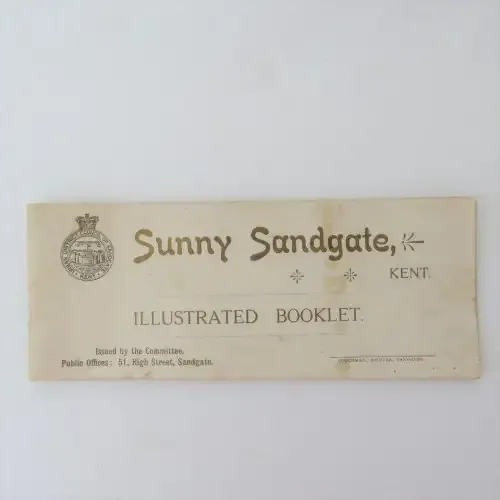 Sunny Sandgate,
KENT.
ILLUSTRATED BOOKLET.
Issued by the Committee.
Public Offices: 51, High Street, Sandgate.